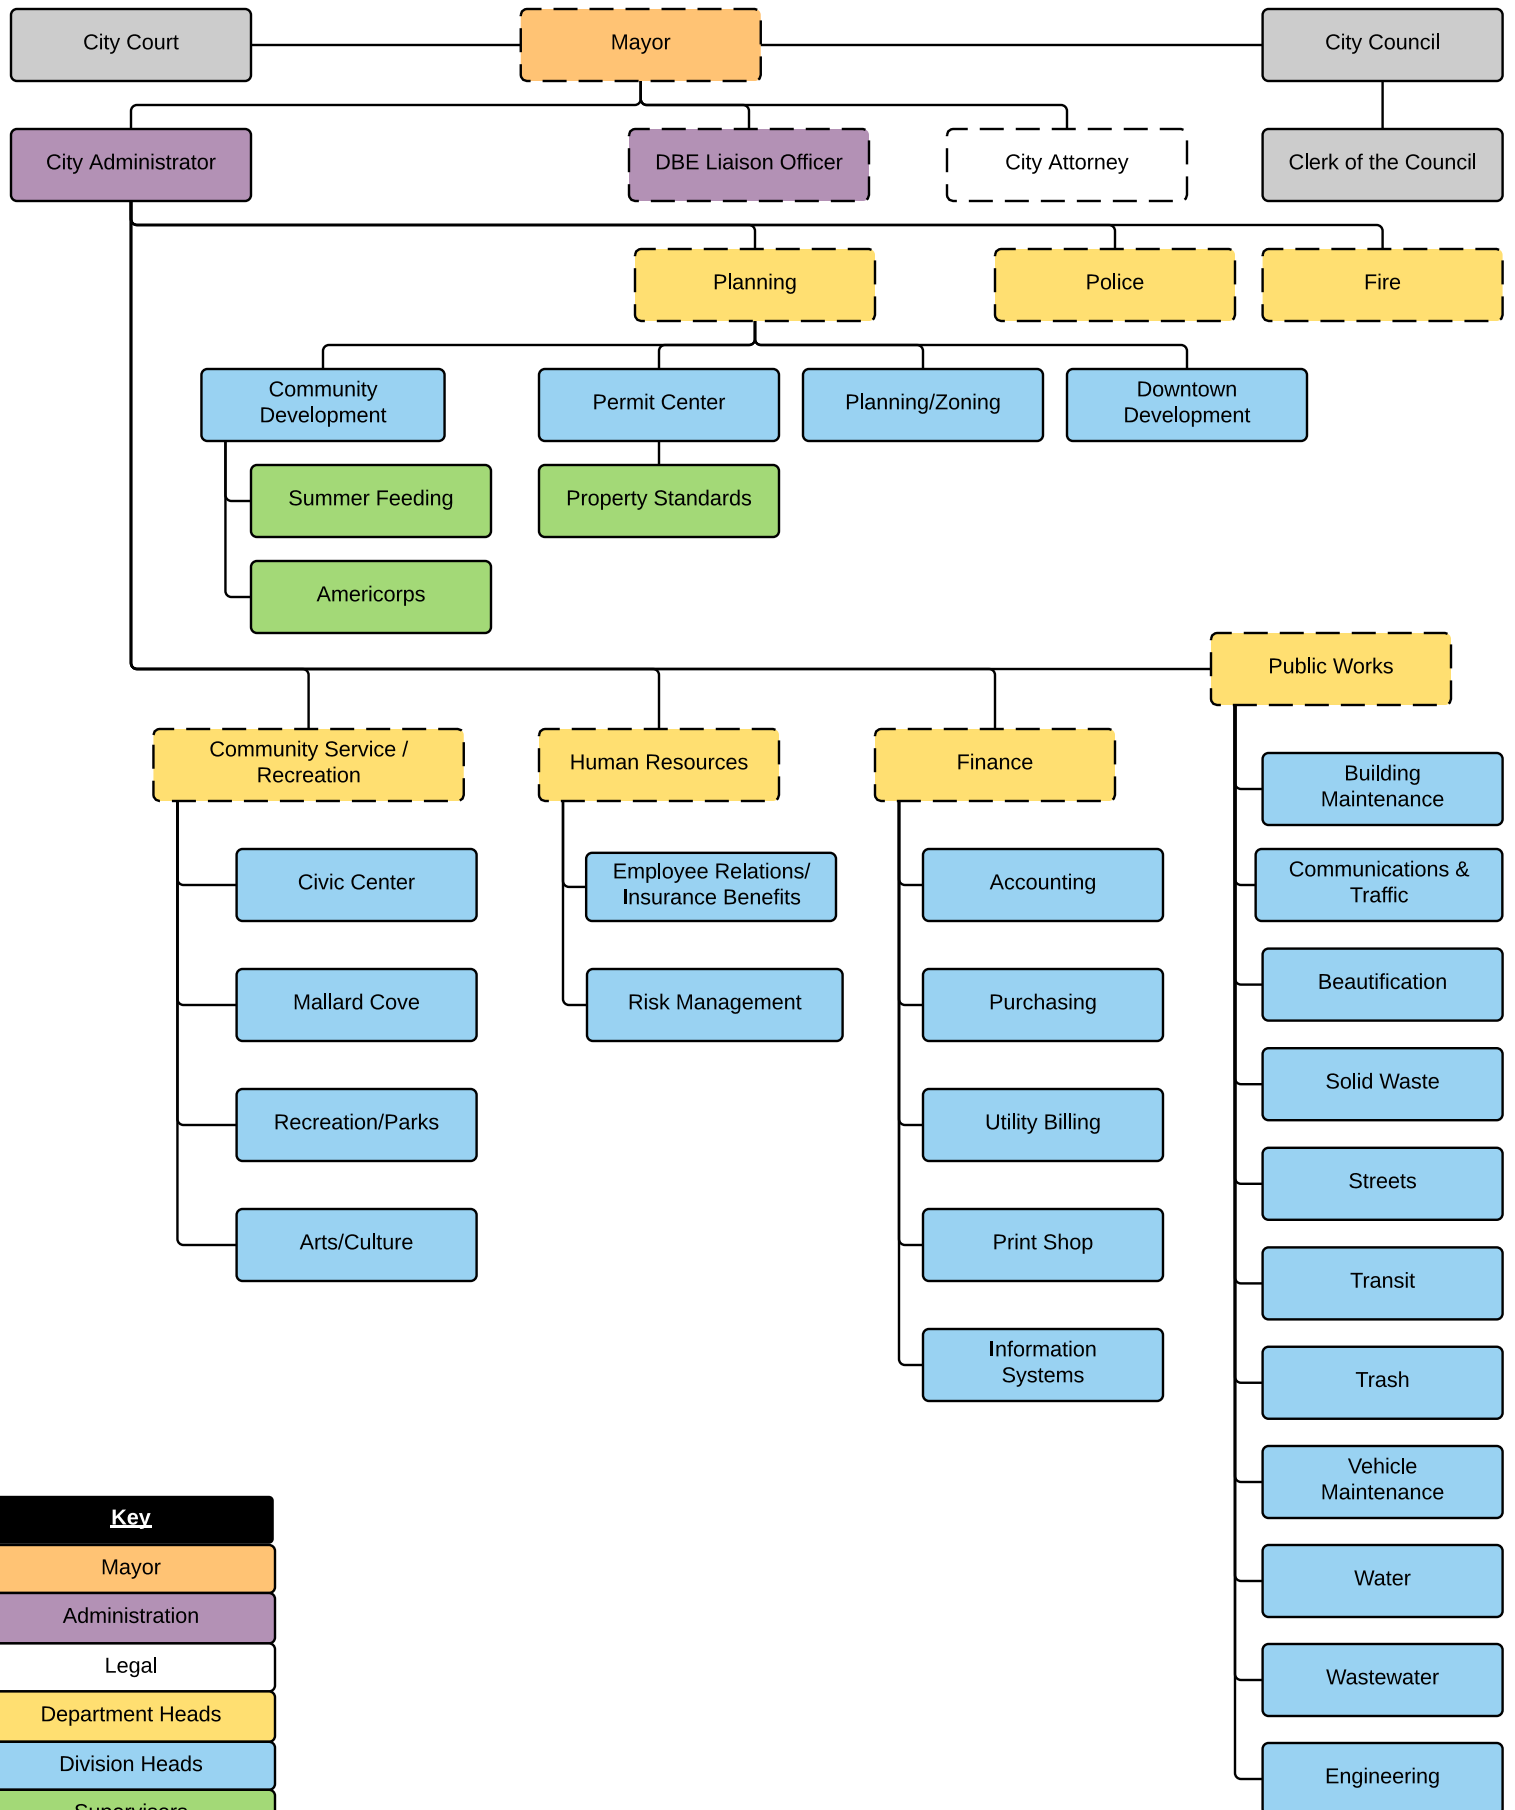 City Court
Mayor
City Council
City Administrator
DBE Liaison Officer
City Attorney
Clerk of the Council
Planning
Police
Fire
Community
Development
Permit Center
Planning/Zoning
Downtown
Development
Summer Feeding
Property Standards
Americorps
Public Works
Community Service /
Recreation
Human Resources
Finance
Building
Maintenance
Civic Center
Employee Relations/
Insurance Benefits
Accounting
Communications &
Traffic
Mallard Cove
Risk Management
Purchasing
Beautification
Recreation/Parks
Utility Billing
Solid Waste
Arts/Culture
Print Shop
Streets
Information
Systems
Transit
Trash
Vehicle
Maintenance
Water
Wastewater
Engineering
Key
Mayor
Administration
Legal
Department Heads
Division Heads
Supervisors